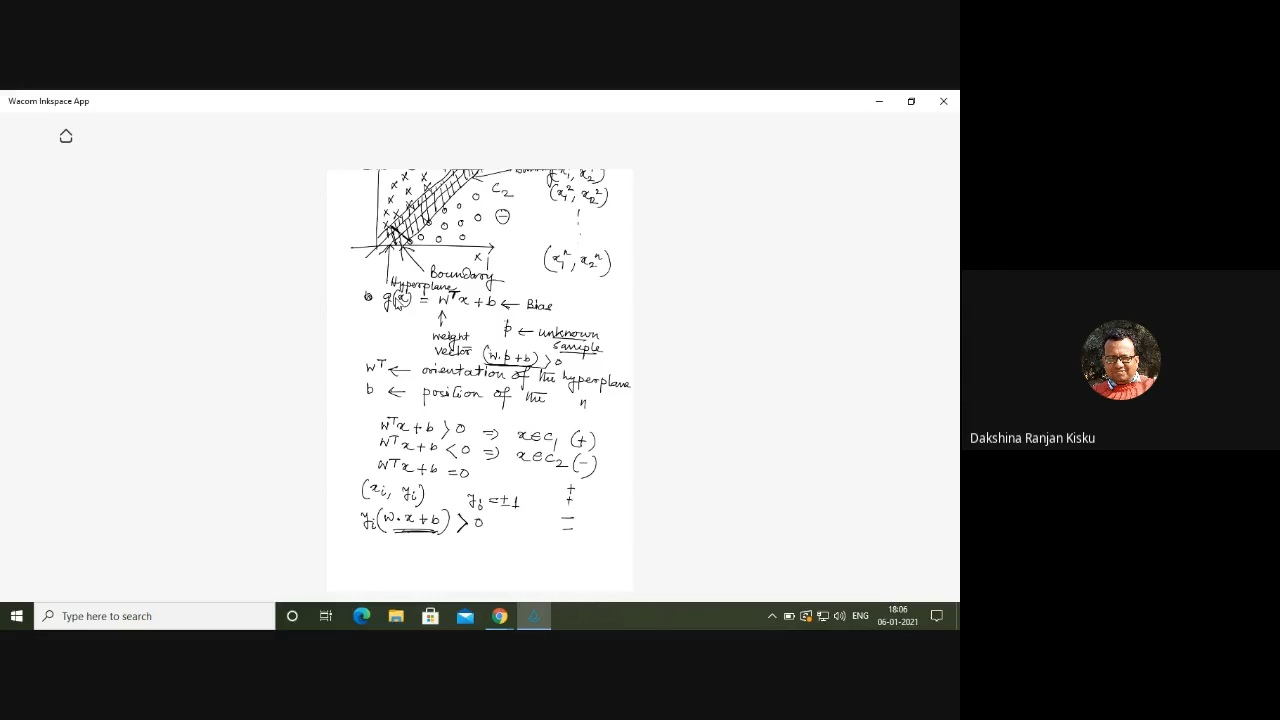 Wacom Inkspace App
C2
(x₁², x₂²)
(x₁ⁿ, x₂ⁿ)
x₁
Boundary
Hyperplane
= wᵀx + b ← Bias
↑
weight
vector
p ← unknown
sample
(w.p+b) > 0
wᵀ ← orientation of the hyperplane
b ← position of the "
wᵀx + b > 0 ⇒ x∈c₁ (+)
wᵀx + b < 0 ⇒ x∈c₂ (−)
wᵀx + b = 0
(xᵢ, yᵢ) yᵢ = ±1
yᵢ(w.x+b) > 0
+
+
−
−
Dakshina Ranjan Kisku
Type here to search
ENG
18:06
06-01-2021